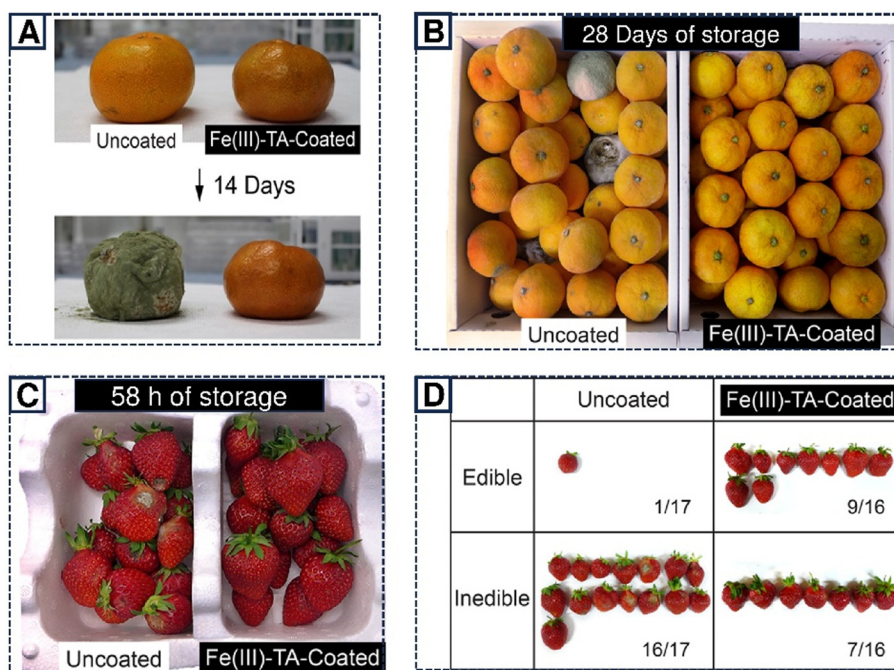 A
Uncoated
Fe(III)-TA-Coated
14 Days
B
28 Days of storage
Uncoated
Fe(III)-TA-Coated
C
58 h of storage
Uncoated
Fe(III)-TA-Coated
D
Uncoated
Fe(III)-TA-Coated
Edible
1/17
9/16
Inedible
16/17
7/16